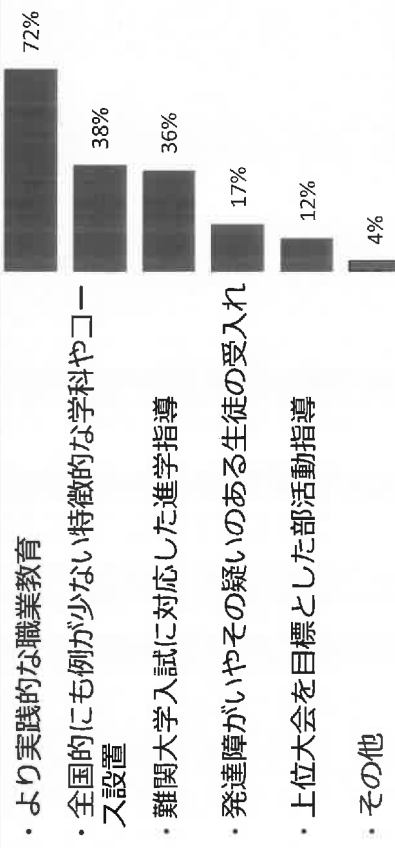 ・より実践的な職業教育
72%
・全国的にも例が少ない特徴的な学科やコー
ス設置
38%
・難関大学入試に対応した進学指導
36%
・発達障がいやその疑いのある生徒の受入れ
17%
・上位大会を目標とした部活動指導
12%
・その他
4%